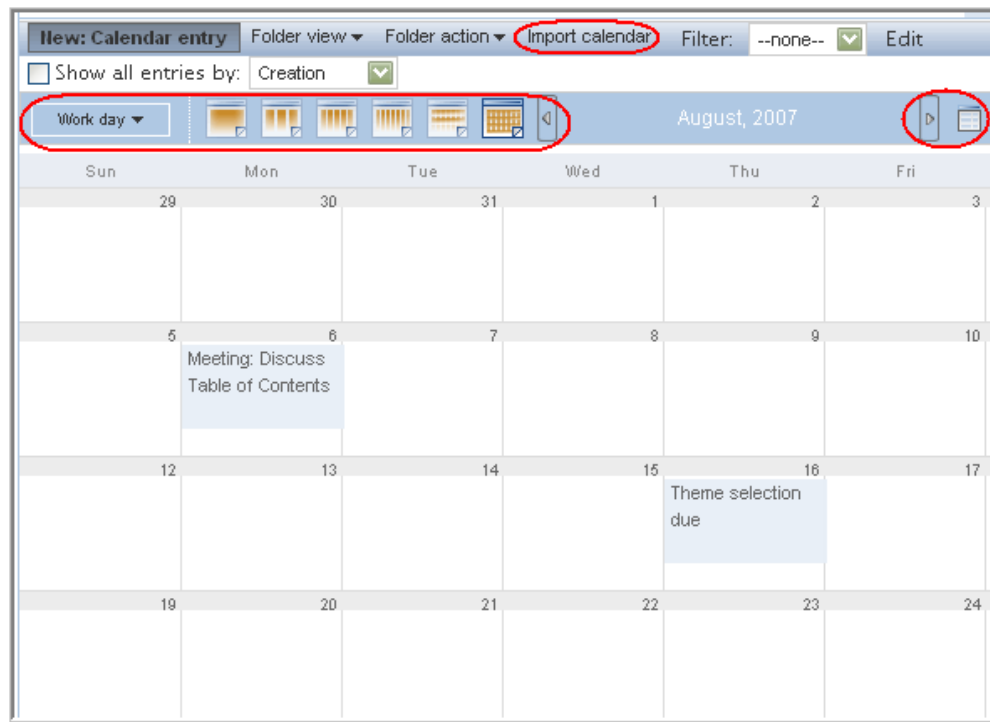 New: Calendar entry Folder view Folder action Import calendar Filter: --none-- Edit
Show all entries by: Creation
Work day August, 2007
Sun Mon Tue Wed Thu Fri
29 30 31 1 2 3
5 6 7 8 9 10
Meeting: Discuss
Table of Contents
12 13 14 15 16 17
Theme selection
due
19 20 21 22 23 24